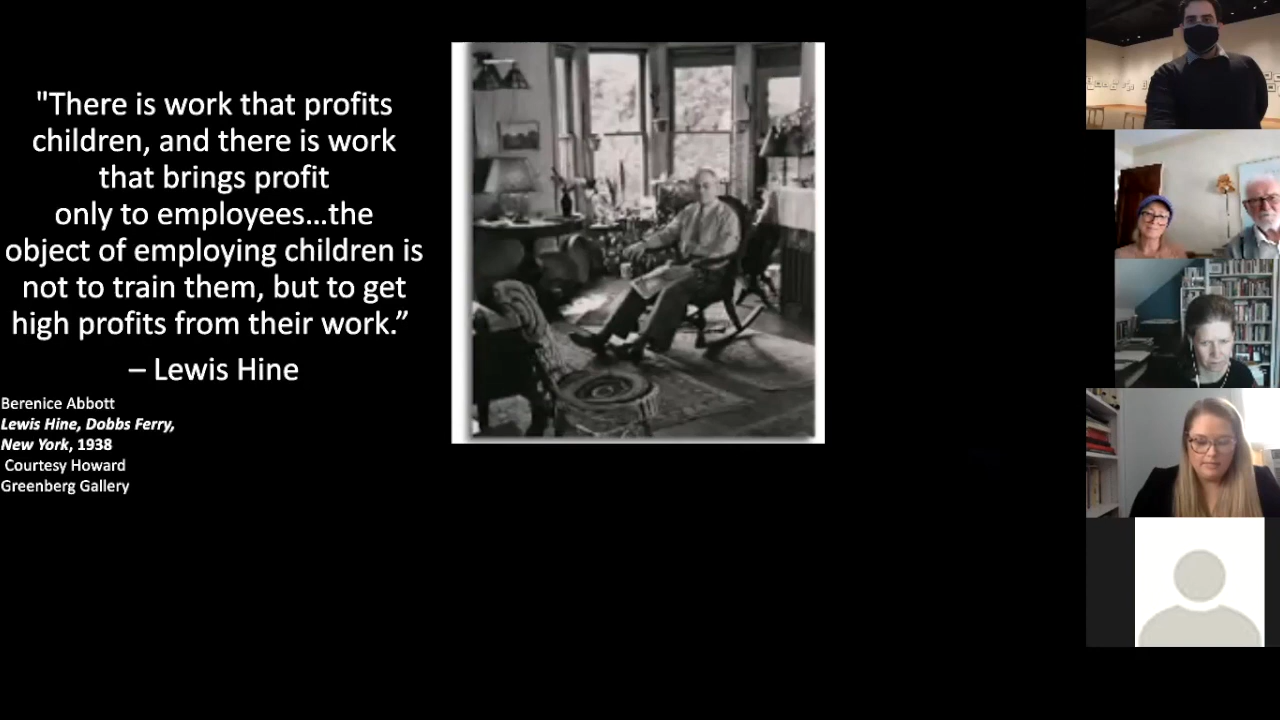 "There is work that profits
children, and there is work
that brings profit
only to employees...the
object of employing children is
not to train them, but to get
high profits from their work.”
– Lewis Hine
Berenice Abbott
Lewis Hine, Dobbs Ferry,
New York, 1938
Courtesy Howard
Greenberg Gallery